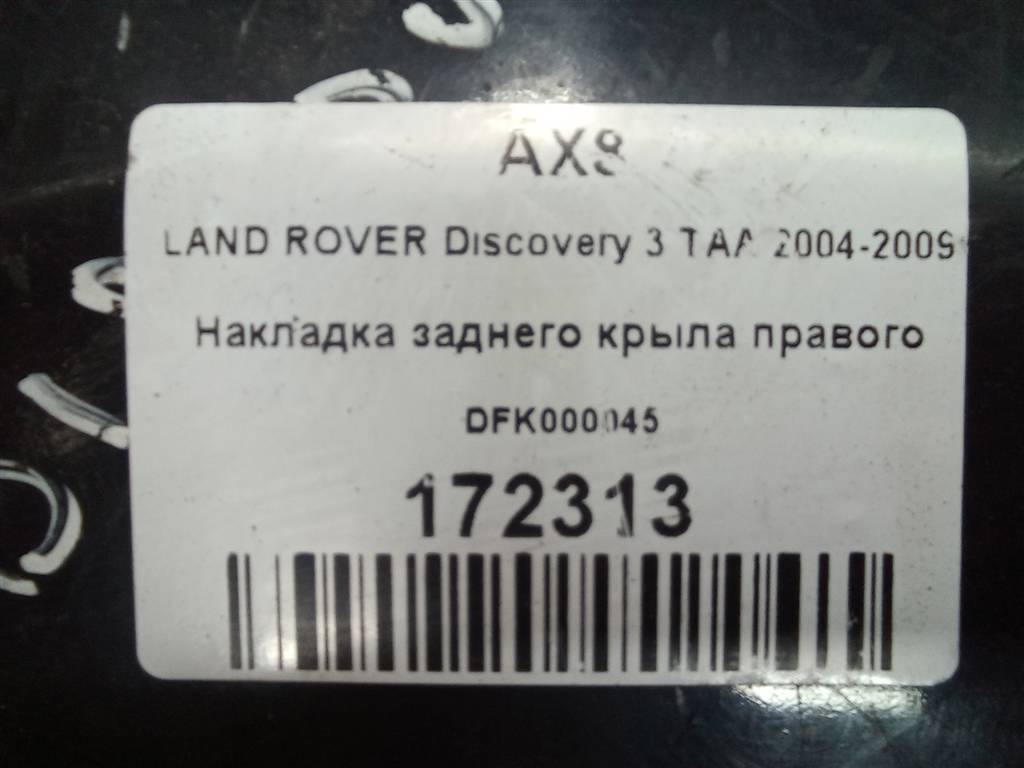 AX8
LAND ROVER Discovery 3 TAA 2004-2009
Накладка заднего крыла правого
DFK000045
172313